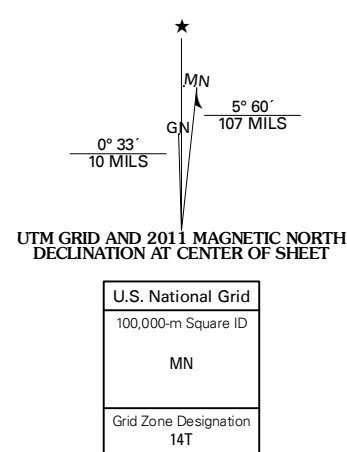 MN
GN
5° 60´
107 MILS
0° 33´
10 MILS
UTM GRID AND 2011 MAGNETIC NORTH
DECLINATION AT CENTER OF SHEET
U.S. National Grid
100,000-m Square ID
MN
Grid Zone Designation
14T